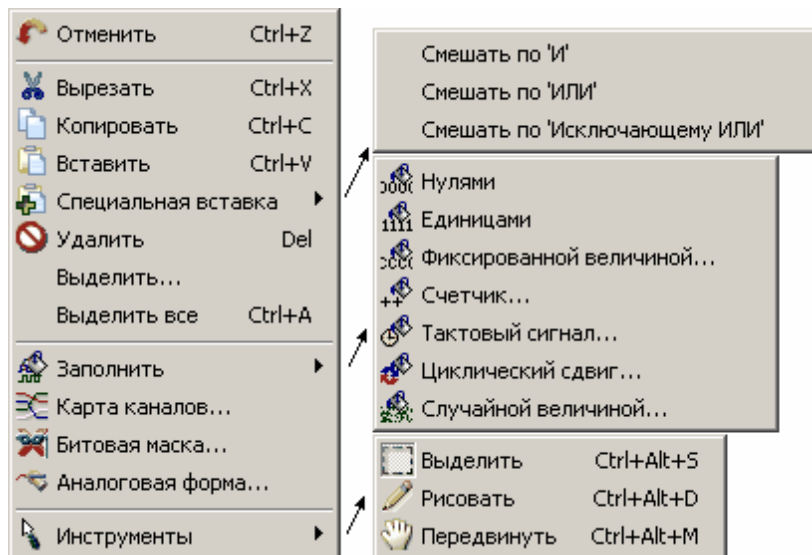 Отменить Ctrl+Z
Вырезать Ctrl+X
Копировать Ctrl+C
Вставить Ctrl+V
Специальная вставка
Удалить Del
Выделить...
Выделить все Ctrl+A
Заполнить
Карта каналов...
Битовая маска...
Аналоговая форма...
Инструменты
Смешать по 'И'
Смешать по 'ИЛИ'
Смешать по 'Исключающему ИЛИ'
Нулями
Единицами
Фиксированной величиной...
Счетчик...
Тактовый сигнал...
Циклический сдвиг...
Случайной величиной...
Выделить Ctrl+Alt+S
Рисовать Ctrl+Alt+D
Передвинуть Ctrl+Alt+M